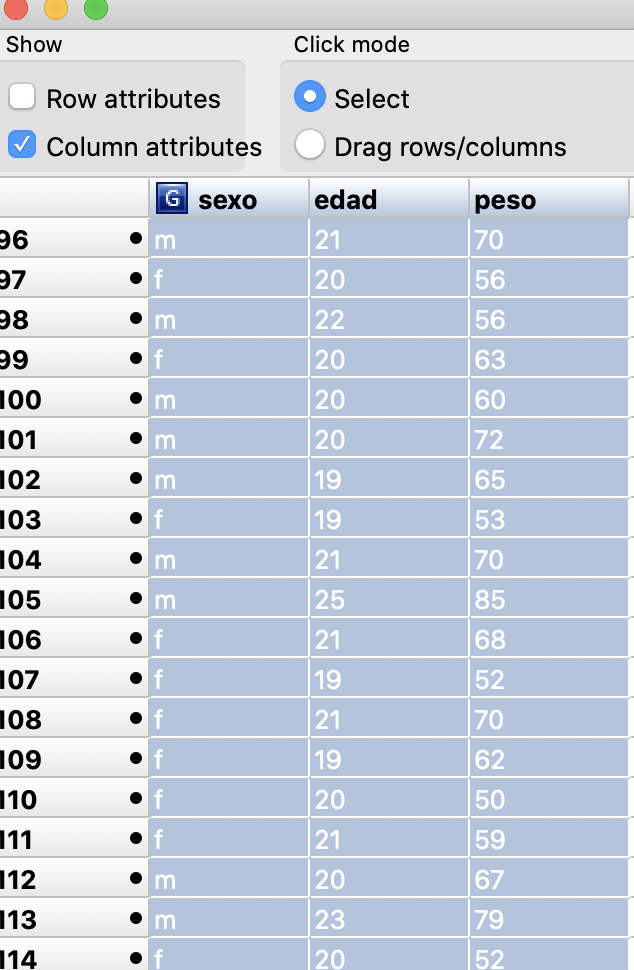 Show Click mode
Row attributes Select
Column attributes Drag rows/columns
G sexo edad peso
96 m 21 70
97 f 20 56
98 m 22 56
99 f 20 63
100 m 20 60
101 m 20 72
102 m 19 65
103 f 19 53
104 m 21 70
105 m 25 85
106 f 21 68
107 f 19 52
108 f 21 70
109 f 19 62
110 f 20 50
111 f 21 59
112 m 20 67
113 m 23 79
114 f 20 52